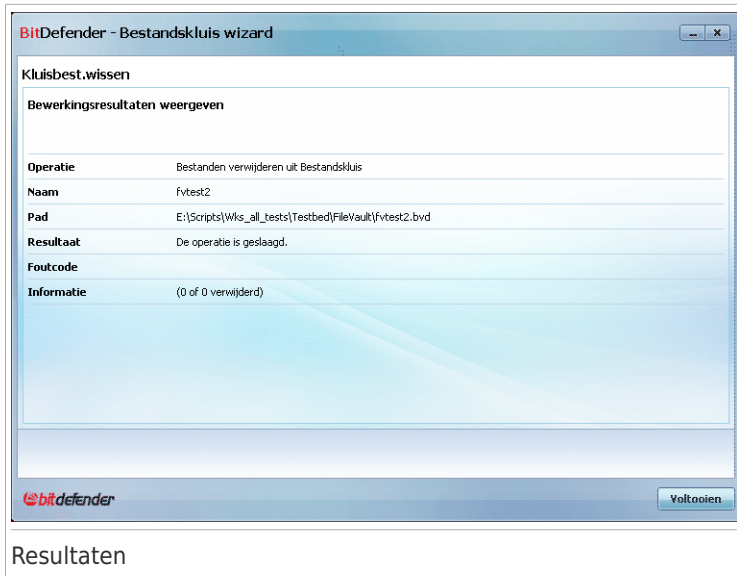 BitDefender - Bestandskluis wizard
Kluisbest.wissen
Bewerkingsresultaten weergeven
Operatie Bestanden verwijderen uit Bestandskluis
Naam fvtest2
Pad E:\Scripts\Wks_all_tests\Testbed\FileVault\fvtest2.bvd
Resultaat De operatie is geslaagd.
Foutcode
Informatie (0 of 0 verwijderd)
bitdefender Voltooien
Resultaten